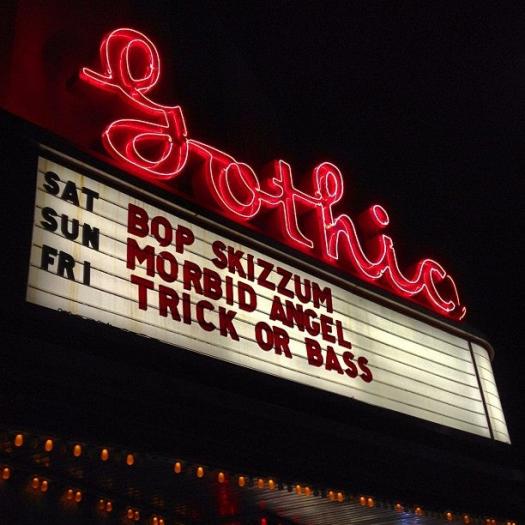 Gothic
SAT BOP SKIZZUM
SUN MORBID ANGEL
FRI TRICK OR BASS